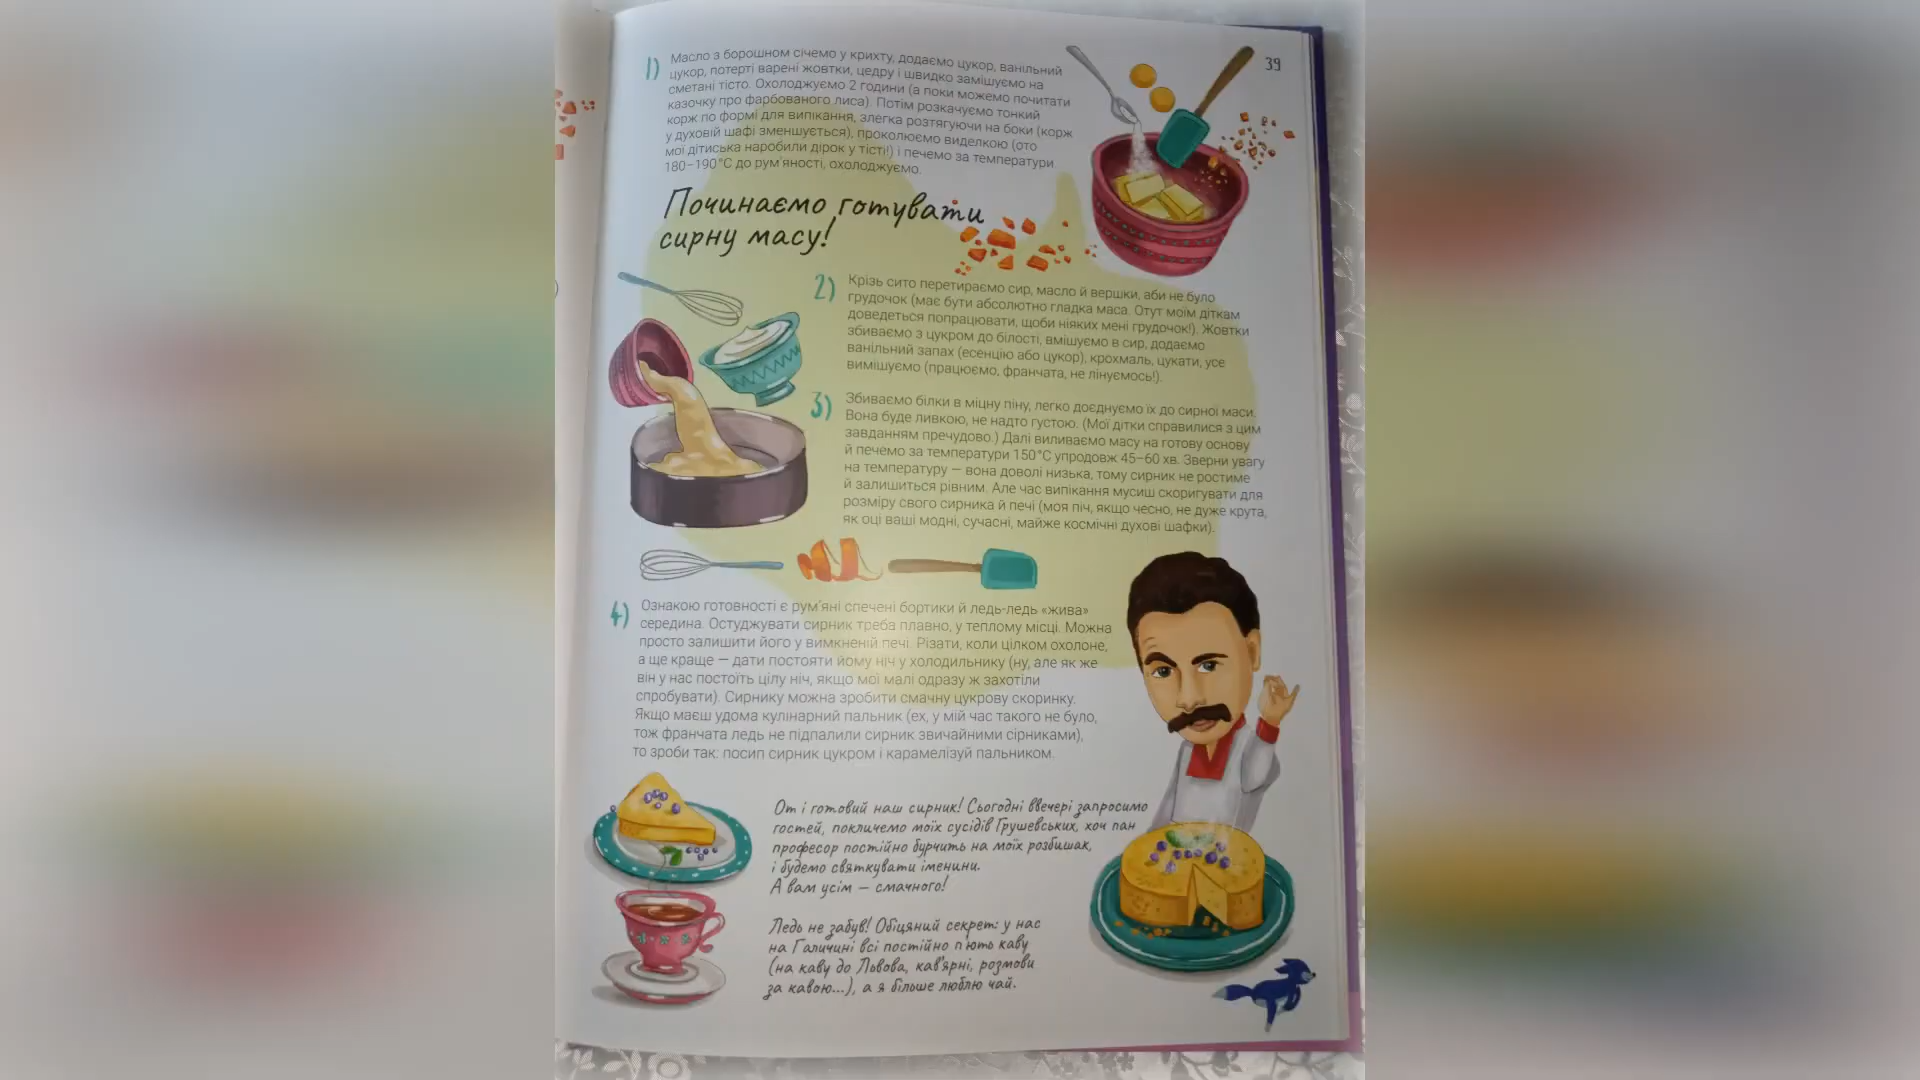 39
1) Масло з борошном січемо у крихту, додаємо цукор, ванільний
цукор, потерті варені жовтки, цедру і швидко замішуємо на
сметані тісто. Охолоджуємо 2 години (а поки можемо почитати
казочку про фарбованого лиса). Потім розкачуємо тонкий
корж по формі для випікання, злегка розтягуючи на боки (корж
у духовій шафі зменшується), проколюємо виделкою (ото
мої дітиська наробили дірок у тісті!) і печемо за температури
180–190°С до рум'яності, охолоджуємо.
Починаємо готувати
сирну масу!
2) Крізь сито перетираємо сир, масло й вершки, аби не було
грудочок (має бути абсолютно гладка маса. Отут моїм діткам
доведеться попрацювати, щоби ніяких мені грудочок!). Жовтки
збиваємо з цукром до білості, вмішуємо в сир, додаємо
ванільний запах (есенцію або цукор), крохмаль, цукати, усе
вимішуємо (працюємо, франчата, не лінуємось!).
3) Збиваємо білки в міцну піну, легко доєднуємо їх до сирної маси.
Вона буде ливкою, не надто густою. (Мої дітки справилися з цим
завданням пречудово.) Далі виливаємо масу на готову основу
й печемо за температури 150°С упродовж 45–60 хв. Зверни увагу
на температуру — вона доволі низька, тому сирник не ростиме
й залишиться рівним. Але час випікання мусиш скоригувати для
розміру свого сирника й печі (моя піч, якщо чесно, не дуже крута,
як оці ваші модні, сучасні, майже космічні духові шафки).
4) Ознакою готовності є рум'яні спечені бортики й ледь-ледь «жива»
середина. Остуджувати сирник треба плавно, у теплому місці. Можна
просто залишити його у вимкненій печі. Різати, коли цілком охолоне,
а ще краще — дати постояти йому ніч у холодильнику (ну, але як же
він у нас постоїть цілу ніч, якщо мої малі одразу ж захотіли
спробувати). Сирнику можна зробити смачну цукрову скоринку.
Якщо маєш удома кулінарний пальник (ех, у мій час такого не було,
тож франчата ледь не підпалили сирник звичайними сірниками),
то зроби так: посип сирник цукром і карамелізуй пальником.
От і готовий наш сирник! Сьогодні ввечері запросимо
гостей, покличемо моїх сусідів Грушевських, хоч пан
професор постійно бурчить на моїх розбишак,
і будемо святкувати іменини.
А вам усім — смачного!
Ледь не забув! Обіцяний секрет: у нас
на Галичині всі постійно п'ють каву
(на каву до Львова, кав'ярні, розмови
за кавою...), а я більше люблю чай.